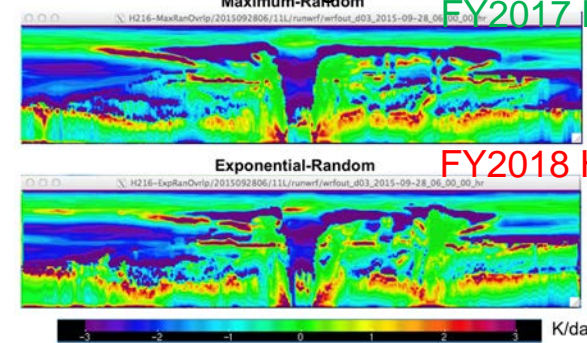 Maximum-Random
FY2017
H216-MaxRanOvrlp/2015092806/11L/runwrf/wrfout_d03_2015-09-28_06_00_00_hr
Exponential-Random
FY2018
H216-ExpRanOvrlp/2015092806/11L/runwrf/wrfout_d03_2015-09-28_06_00_00_hr
-3 -2 -1 0 1 2 3
K/da